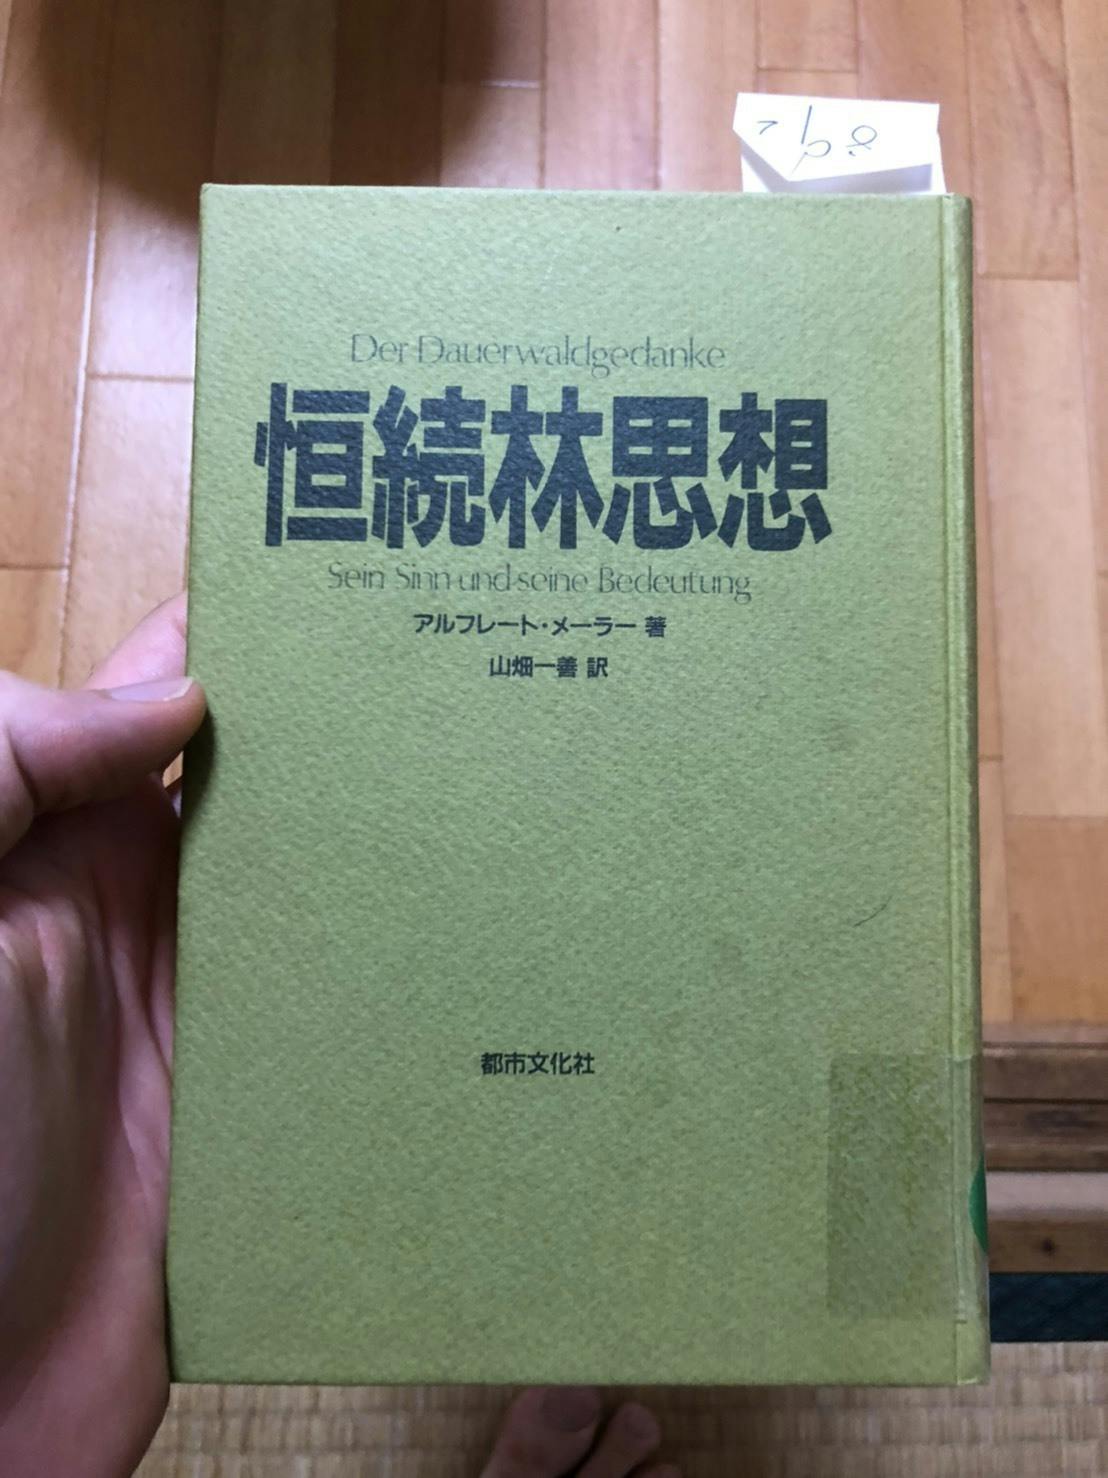 Der Dauerwaldgedanke
恒続林思想
Sein Sinn und seine Bedeutung
アルフレート・メーラー 著
山畑一善 訳
都市文化社